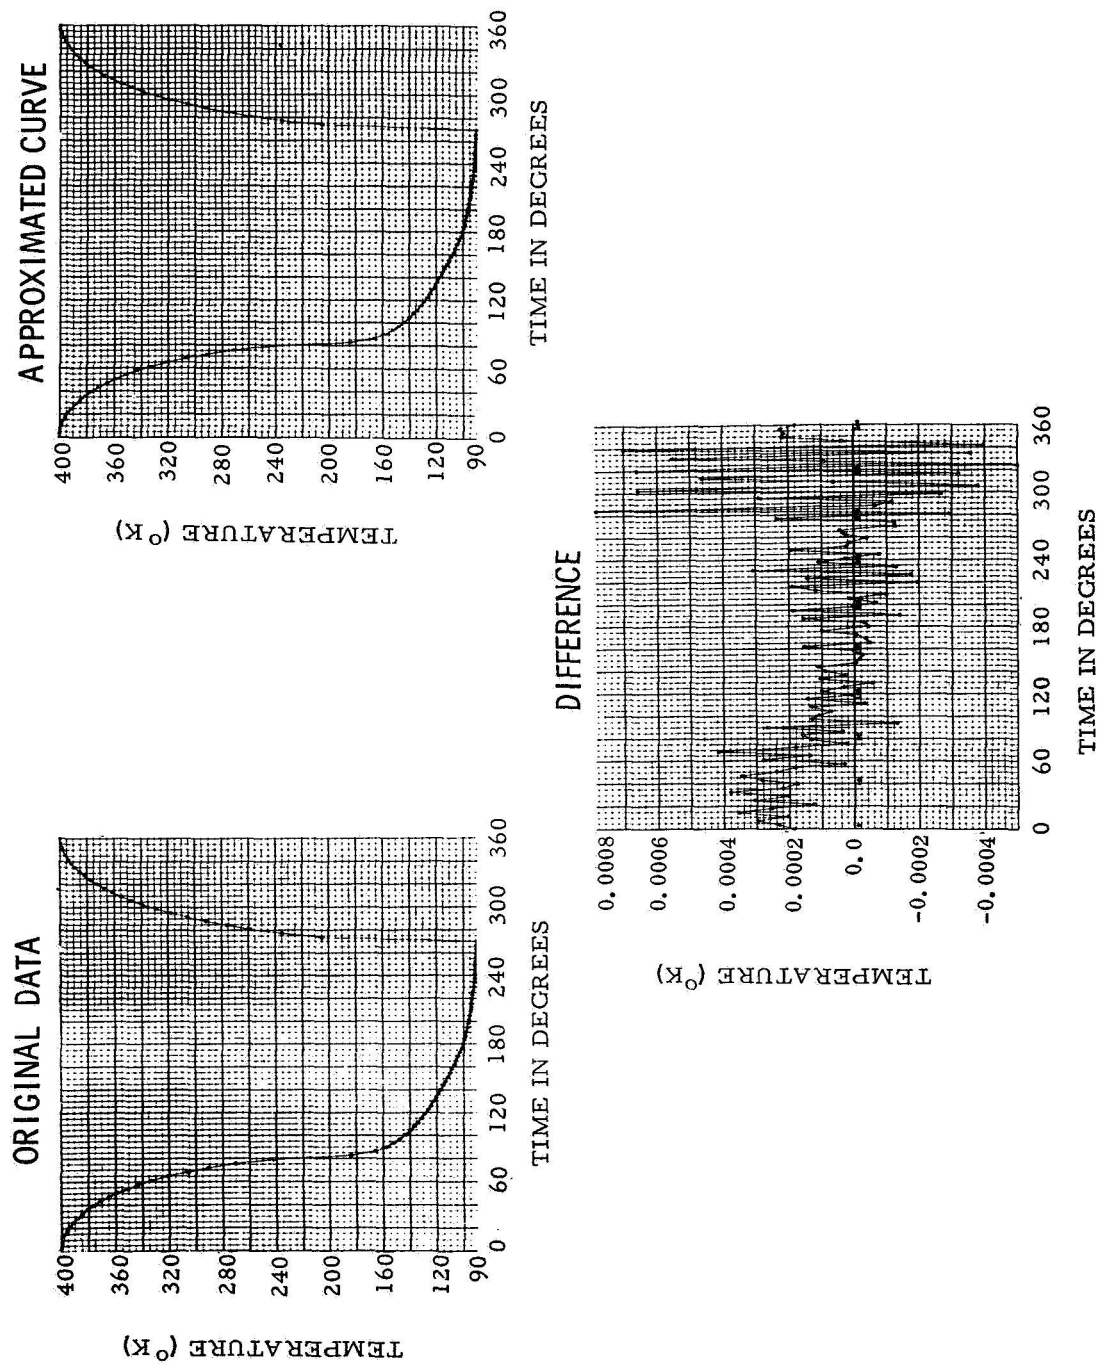 ORIGINAL DATA
TEMPERATURE (°K)
400
360
320
280
240
200
160
120
90
0 60 120 180 240 300 360
TIME IN DEGREES
APPROXIMATED CURVE
TEMPERATURE (°K)
400
360
320
280
240
200
160
120
90
0 60 120 180 240 300 360
TIME IN DEGREES
DIFFERENCE
TEMPERATURE (°K)
0.0008
0.0006
0.0004
0.0002
0.0
-0.0002
-0.0004
0 60 120 180 240 300 360
TIME IN DEGREES